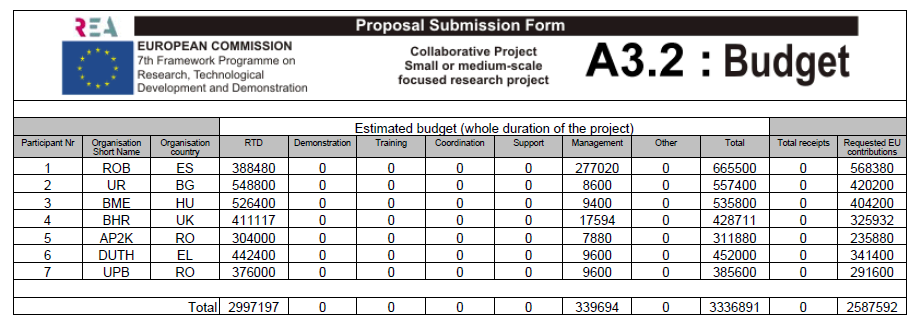 REA
Proposal Submission Form
EUROPEAN COMMISSION
7th Framework Programme on
Research, Technological
Development and Demonstration
Collaborative Project
Small or medium-scale
focused research project
A3.2 : Budget
Estimated budget (whole duration of the project)
Participant Nr Organisation Short Name Organisation country RTD Demonstration Training Coordination Support Management Other Total Total receipts Requested EU contributions
1 ROB ES 388480 0 0 0 0 277020 0 665500 0 568380
2 UR BG 548800 0 0 0 0 8600 0 557400 0 420200
3 BME HU 526400 0 0 0 0 9400 0 535800 0 404200
4 BHR UK 411117 0 0 0 0 17594 0 428711 0 325932
5 AP2K RO 304000 0 0 0 0 7880 0 311880 0 235880
6 DUTH EL 442400 0 0 0 0 9600 0 452000 0 341400
7 UPB RO 376000 0 0 0 0 9600 0 385600 0 291600
Total 2997197 0 0 0 0 339694 0 3336891 0 2587592